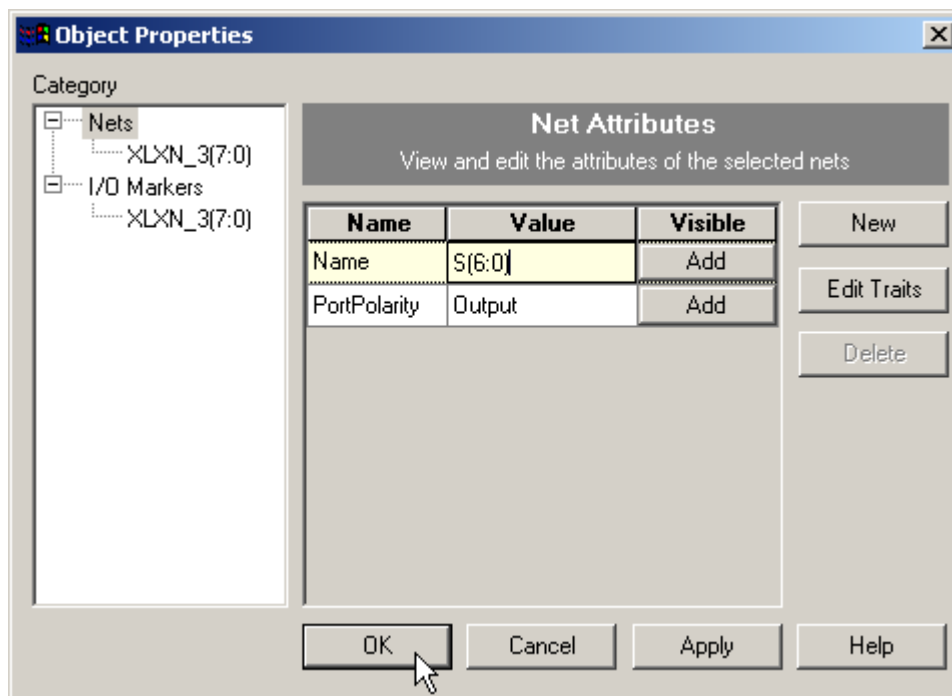 Object Properties
Category
Nets
XLXN_3(7:0)
I/O Markers
XLXN_3(7:0)
Net Attributes
View and edit the attributes of the selected nets
Name Value Visible
Name S(6:0) Add
PortPolarity Output Add
New
Edit Traits
Delete
OK Cancel Apply Help